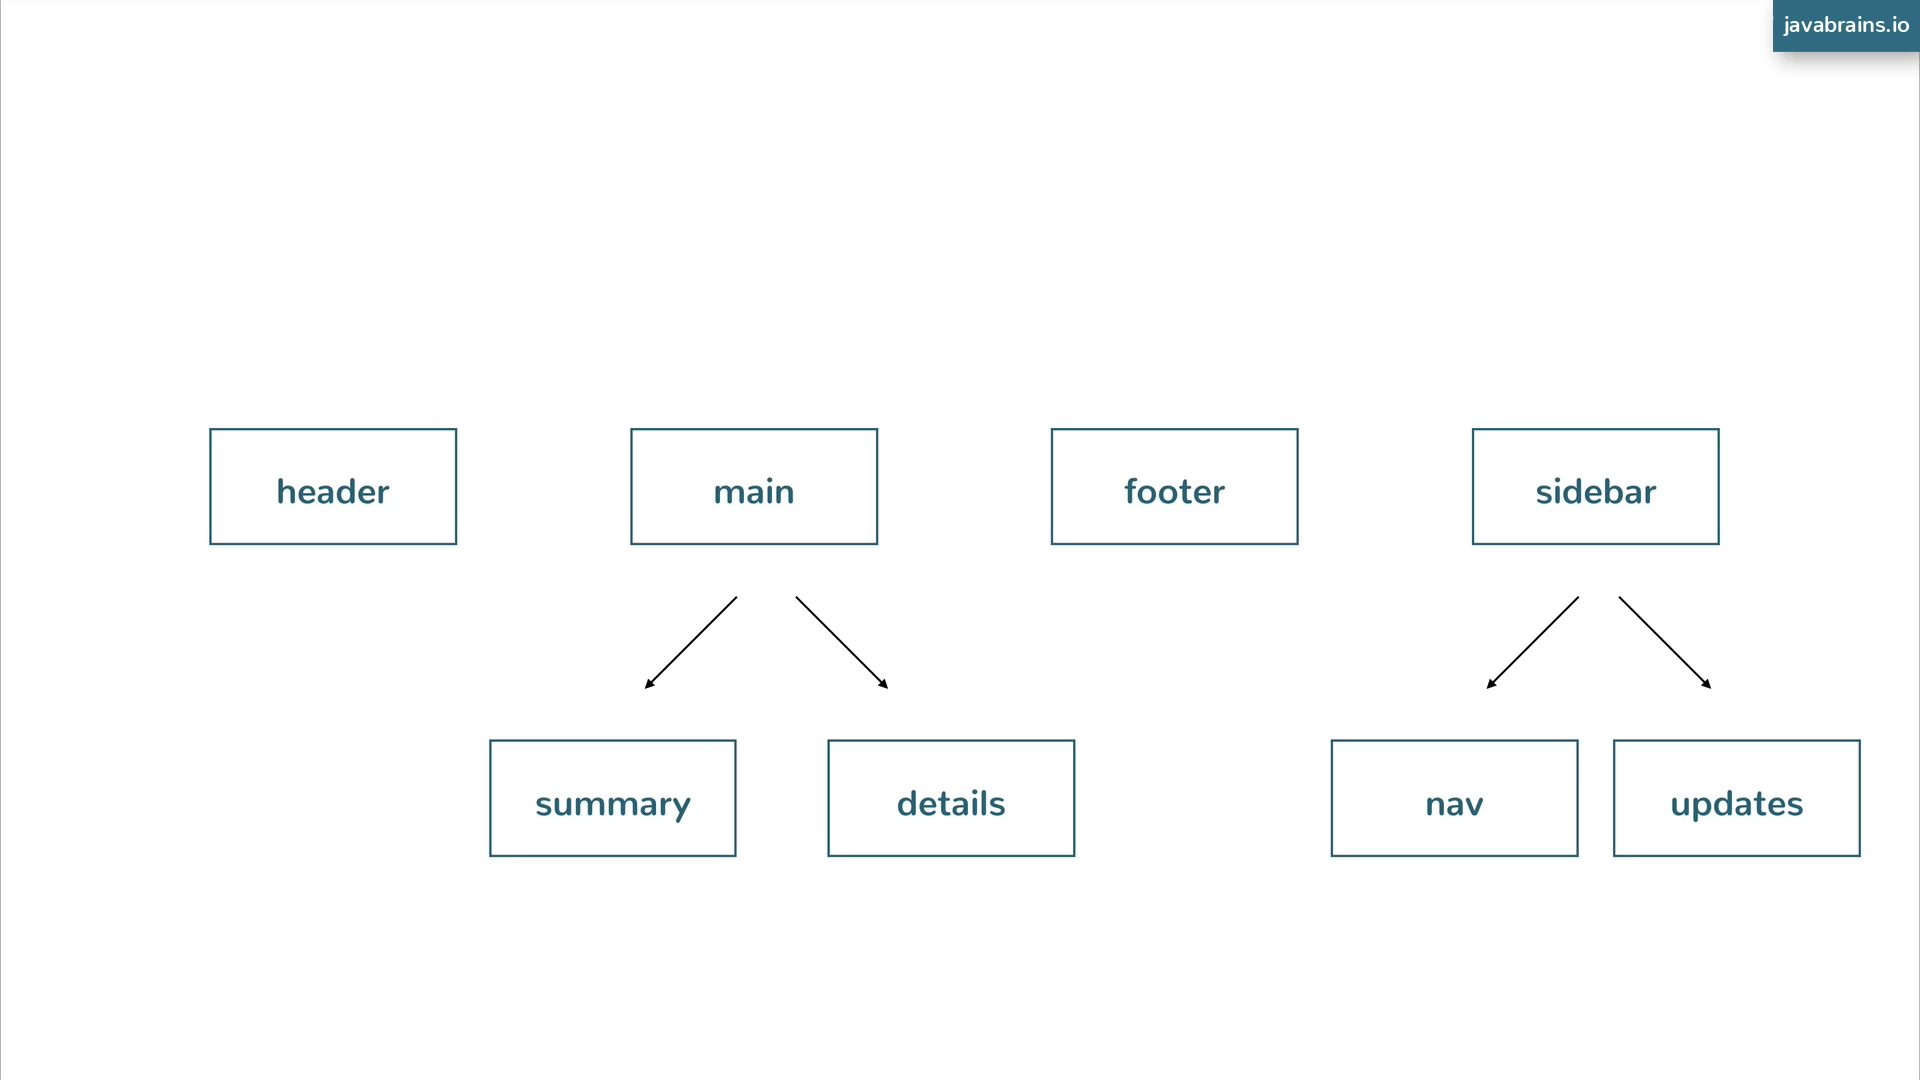 javabrains.io
header
main
footer
sidebar
summary
details
nav
updates